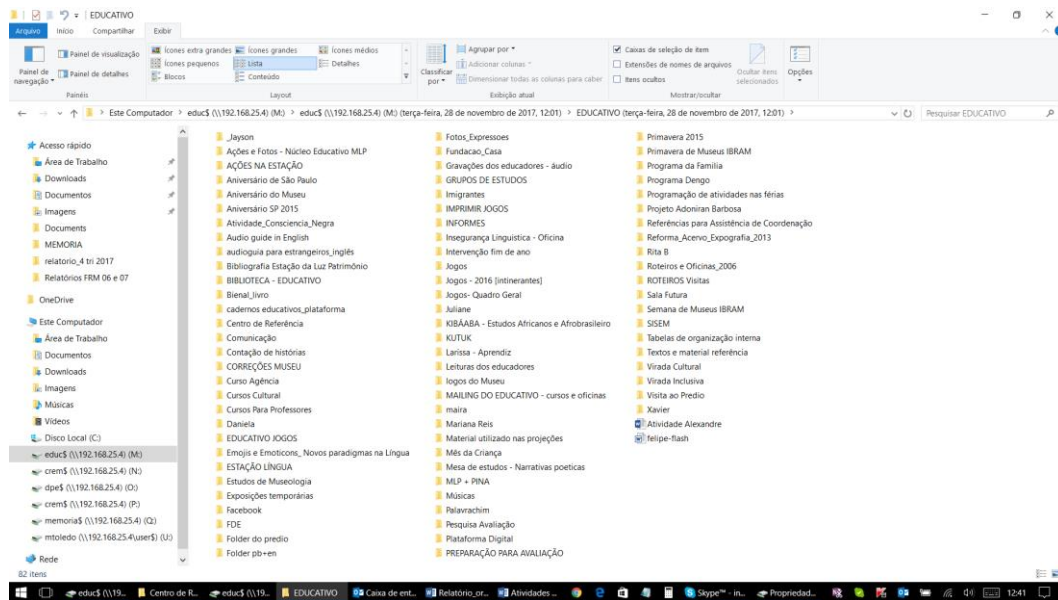 EDUCATIVO
Arquivo Início Compartilhar Exibir
Painel de navegação
Painel de visualização
Painel de detalhes
Painéis
Ícones extra grandes Ícones grandes Ícones médios
Ícones pequenos Lista Detalhes
Blocos Conteúdo
Layout
Classificar por
Agrupar por
Adicionar colunas
Dimensionar todas as colunas para caber
Exibição atual
Caixas de seleção de item
Extensões de nomes de arquivos
Itens ocultos
Ocultar itens selecionados
Opções
Mostrar/ocultar
Este Computador > educ$ (\\192.168.25.4) (M:) > educ$ (\\192.168.25.4) (M:) (terça-feira, 28 de novembro de 2017, 12:01) > EDUCATIVO (terça-feira, 28 de novembro de 2017, 12:01) >
Pesquisar EDUCATIVO
Acesso rápido
Área de Trabalho
Downloads
Documentos
Imagens
Documents
MEMORIA
relatorio_4 tri 2017
Relatórios FRM 06 e 07
OneDrive
Este Computador
Área de Trabalho
Documentos
Downloads
Imagens
Músicas
Vídeos
Disco Local (C:)
educ$ (\\192.168.25.4) (M:)
crem$ (\\192.168.25.4) (N:)
dpe$ (\\192.168.25.4) (O:)
crem$ (\\192.168.25.4) (P:)
memoria$ (\\192.168.25.4) (Q:)
mtoledo (\\192.168.25.4\user$) (U:)
Rede
_Jayson
Ações e Fotos - Núcleo Educativo MLP
AÇÕES NA ESTAÇÃO
Aniversário de São Paulo
Aniversário do Museu
Aniversário SP 2015
Atividade_Consciencia_Negra
Audio guide in English
audioguia para estrangeiros_inglês
Bibliografia Estação da Luz Patrimônio
BIBLIOTECA - EDUCATIVO
Bienal_livro
cadernos educativos_plataforma
Centro de Referência
Comunicação
Contação de histórias
CORREÇÕES MUSEU
Curso Agência
Cursos Cultural
Cursos Para Professores
Daniela
EDUCATIVO JOGOS
Emojis e Emoticons_ Novos paradigmas na Língua
ESTAÇÃO LÍNGUA
Estudos de Museologia
Exposições temporárias
Facebook
FDE
Folder do predio
Folder pb+en
Fotos_Expressoes
Fundacao_Casa
Gravações dos educadores - áudio
GRUPOS DE ESTUDOS
Imigrantes
IMPRIMIR JOGOS
INFORMES
Insegurança Linguistica - Oficina
Intervenção fim de ano
Jogos
Jogos - 2016 [intinerantes]
Jogos- Quadro Geral
Juliane
KIBÁABA - Estudos Africanos e Afrobrasileiro
KUTUK
Larissa - Aprendiz
Leituras dos educadores
logos do Museu
MAILING DO EDUCATIVO - cursos e oficinas
maira
Mariana Reis
Material utilizado nas projeções
Mês da Criança
Mesa de estudos - Narrativas poeticas
MLP + PINA
Músicas
Palavrachim
Pesquisa Avaliação
Plataforma Digital
PREPARAÇÃO PARA AVALIAÇÃO
Primavera 2015
Primavera de Museus IBRAM
Programa da Família
Programa Dengo
Programação de atividades nas férias
Projeto Adoniran Barbosa
Referências para Assistência de Coordenação
Reforma_Acervo_Expografia_2013
Rita B
Roteiros e Oficinas_2006
ROTEIROS Visitas
Sala Futura
Semana de Museus IBRAM
SISEM
Tabelas de organização interna
Textos e material referência
Virada Cultural
Virada Inclusiva
Visita ao Predio
Xavier
Atividade Alexandre
felipe-flash
82 itens
educ$ (\\19... Centro de R... educ$ (\\19... EDUCATIVO Caixa de ent... Relatório_or... Atividades ... Skype™ - in... Propriedad... 12:41